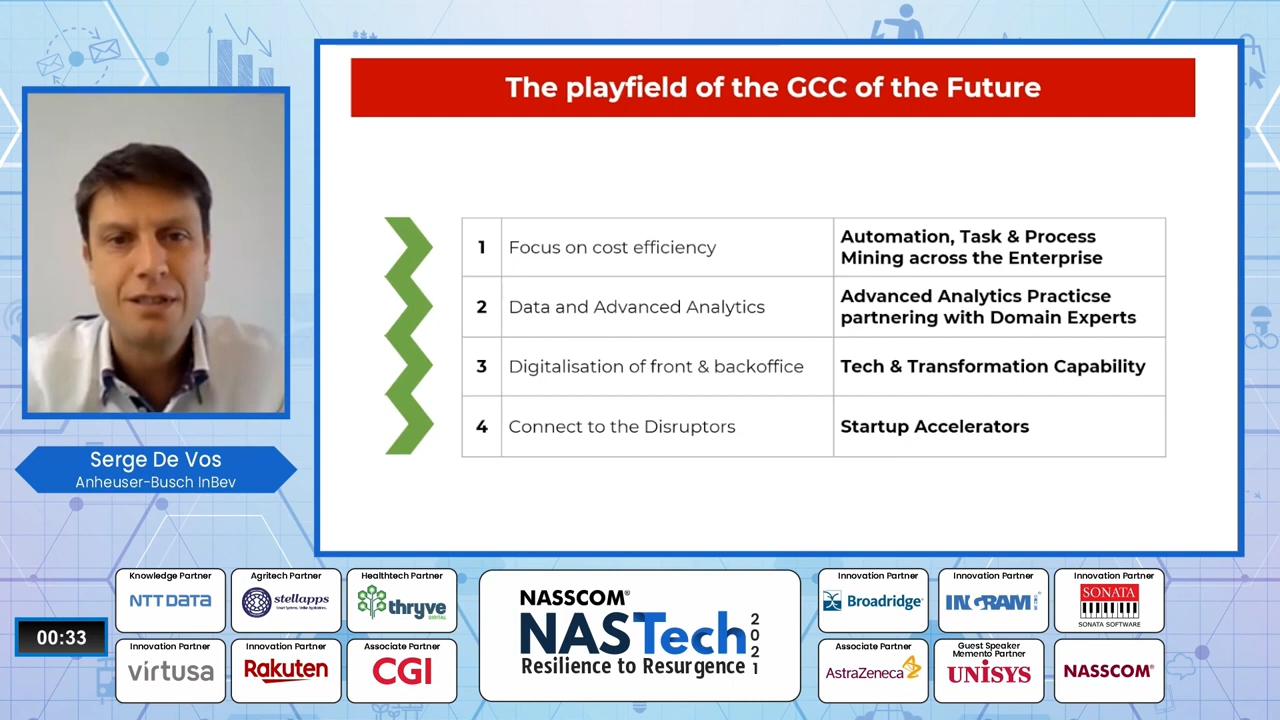 The playfield of the GCC of the Future
1
Focus on cost efficiency
Automation, Task & Process
Mining across the Enterprise
2
Data and Advanced Analytics
Advanced Analytics Practicse
partnering with Domain Experts
3
Digitalisation of front & backoffice
Tech & Transformation Capability
4
Connect to the Disruptors
Startup Accelerators
Serge De Vos
Anheuser-Busch InBev
00:33
Knowledge Partner
NTT DATA
Agritech Partner
stellapps
Healthtech Partner
thryve
DIGITAL
Innovation Partner
virtusa
Innovation Partner
Rakuten
Associate Partner
CGI
NASSCOM®
NASTech
2021
Resilience to Resurgence
Innovation Partner
Broadridge®
Innovation Partner
INGRAM
Innovation Partner
SONATA
SONATA SOFTWARE
Associate Partner
AstraZeneca
Guest Speaker
Memento Partner
UNISYS
NASSCOM®